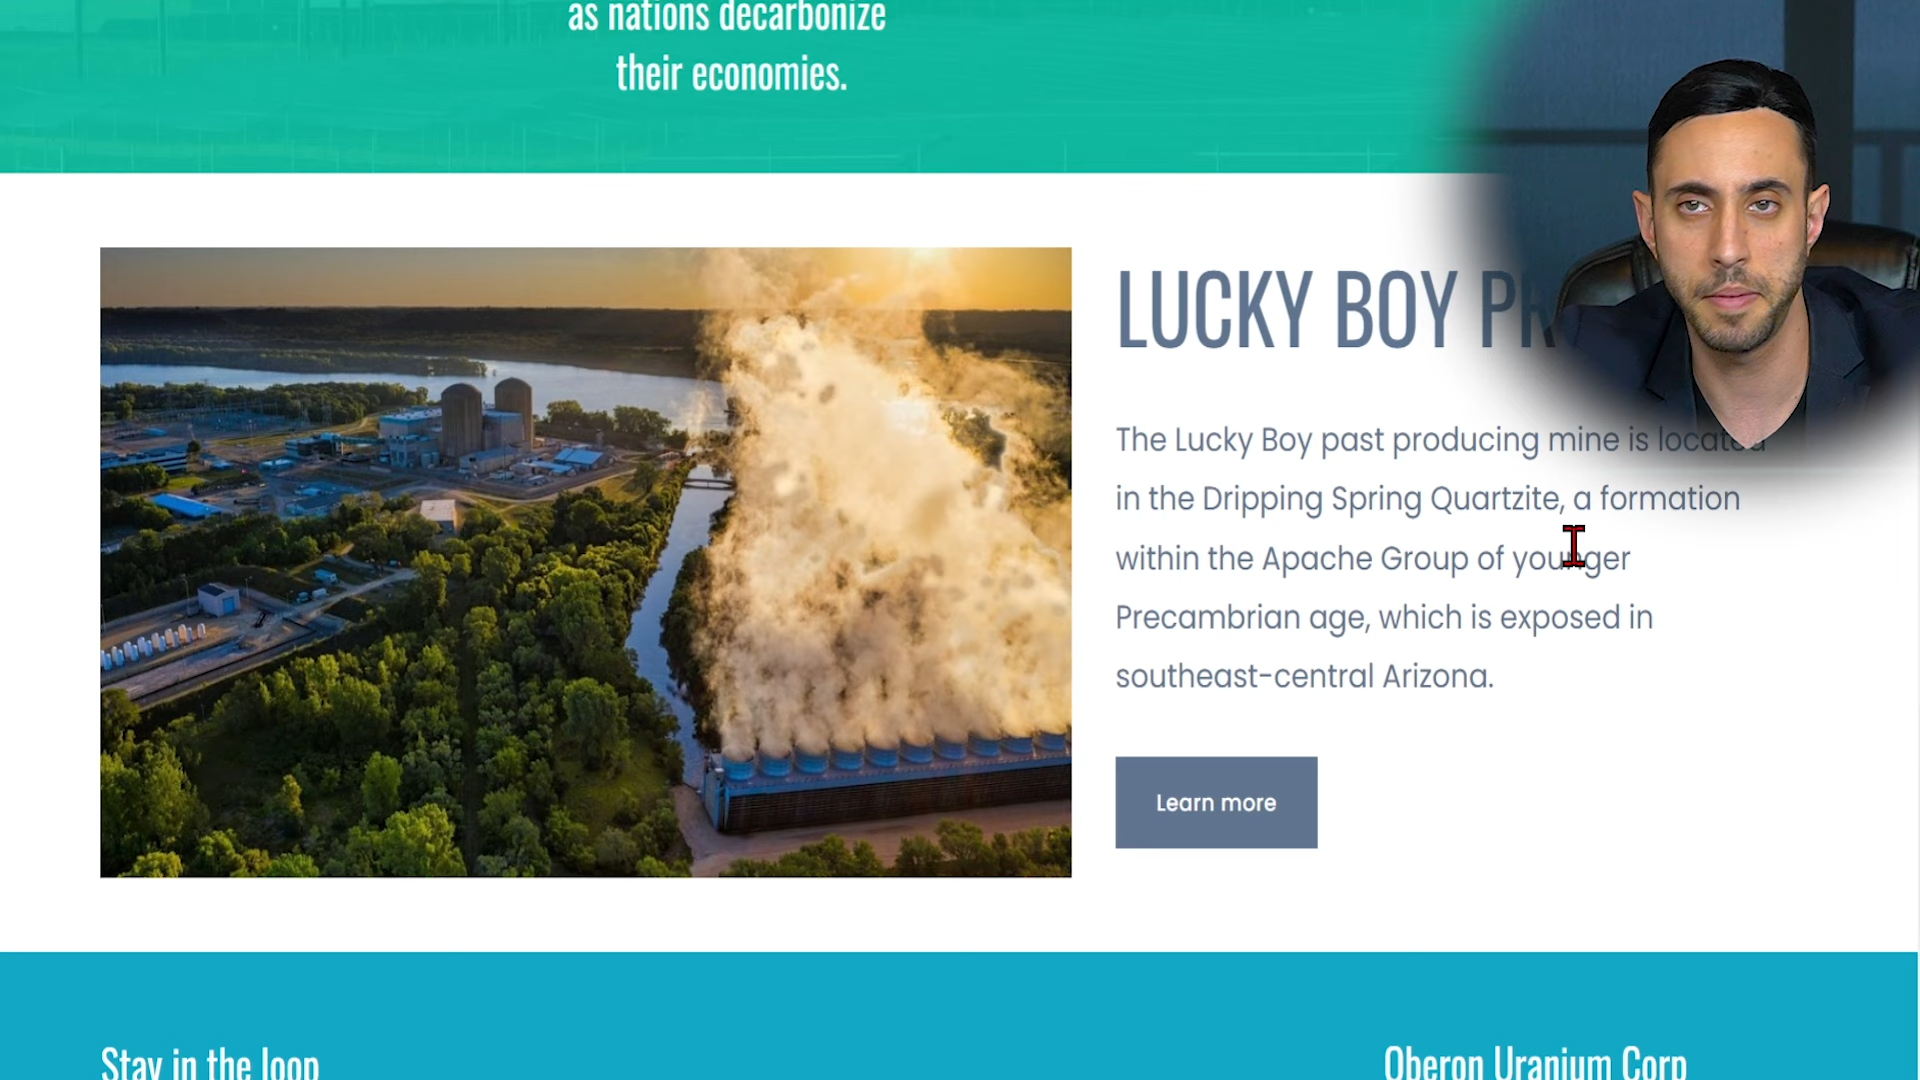 as nations decarbonize
their economies.
LUCKY BOY
The Lucky Boy past producing mine is located
in the Dripping Spring Quartzite, a formation
within the Apache Group of younger
Precambrian age, which is exposed in
southeast-central Arizona.
Learn more
Stay in the loop
Oberon Uranium Corp